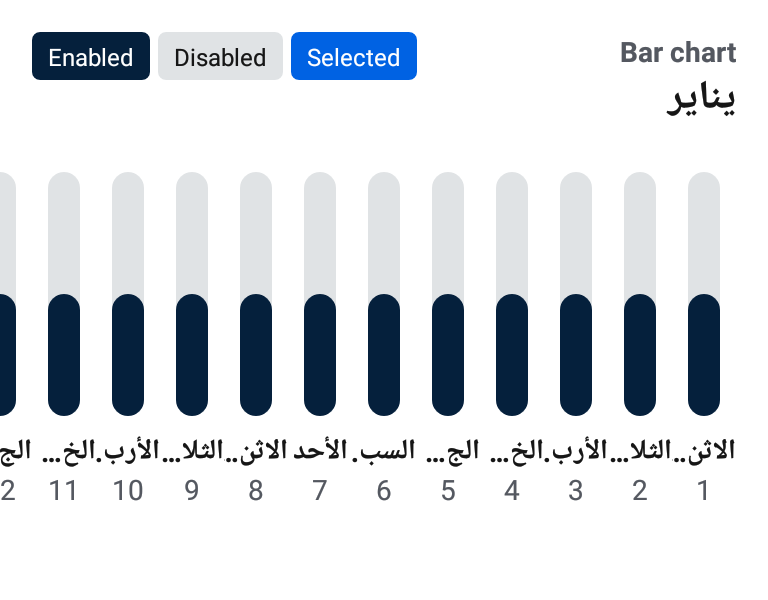 Bar chart
يناير
Enabled Disabled Selected
الاثن.. الثلا... الأرب. الخ... الج... السب. الأحد الاثن.. الثلا... الأرب. الخ... الج
1 2 3 4 5 6 7 8 9 10 11 2